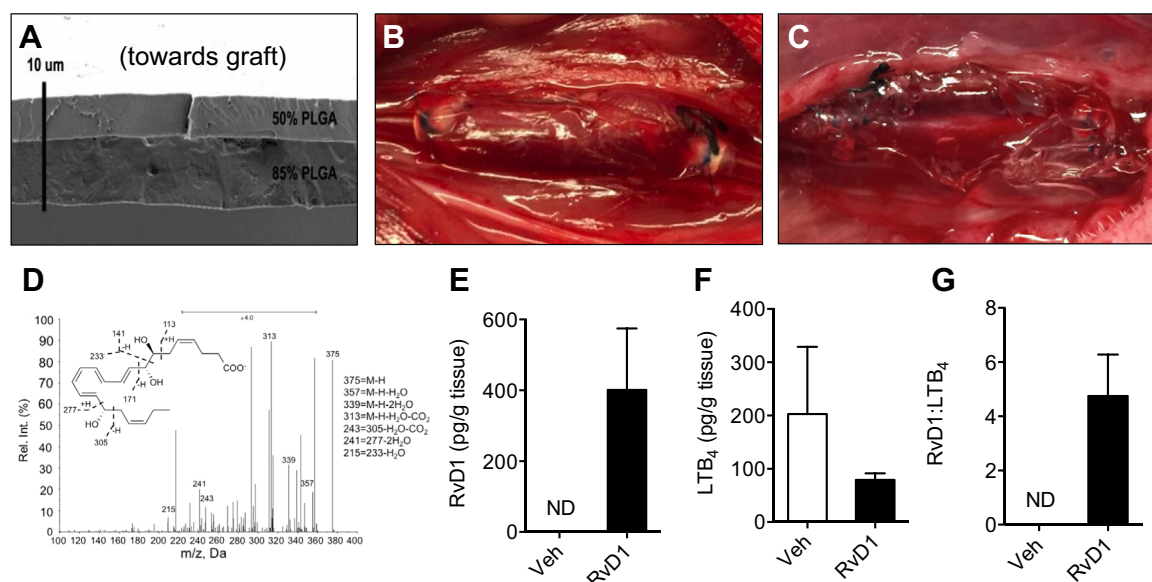 A
10 um
(towards graft)
50% PLGA
85% PLGA
B
C
D
x 4.0
Rel. Int. (%)
100
90
80
70
60
50
40
30
20
10
0
100 120 140 160 180 200 220 240 260 280 300 320 340 360 380 400
m/z, Da
141
-H
113
+H
HO
233
COO-
171
-H
OH
277
+H
HO
305
-H
313
375
339
357
241
243
215
375=M-H
357=M-H-H2O
339=M-H-2H2O
313=M-H-H2O-CO2
243=305-H2O-CO2
241=277-2H2O
215=233-H2O
E
RvD1 (pg/g tissue)
600
400
200
0
ND
Veh
RvD1
F
LTB4 (pg/g tissue)
400
300
200
100
0
Veh
RvD1
G
RvD1:LTB4
8
6
4
2
0
ND
Veh
RvD1